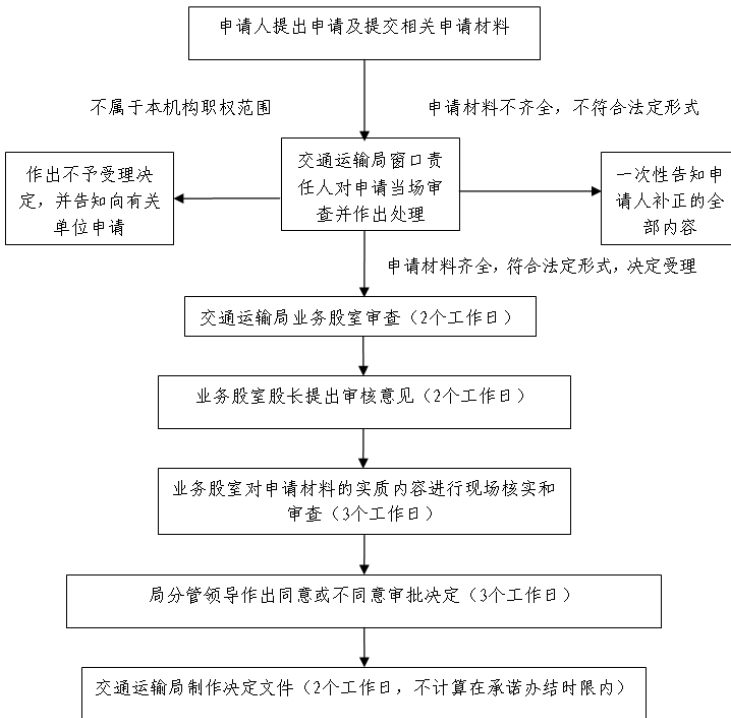 申请人提出申请及提交相关申请材料
不属于本机构职权范围
申请材料不齐全，不符合法定形式
作出不予受理决
定，并告知向有关
单位申请
交通运输局窗口责
任人对申请当场审
查并作出处理
一次性告知申
请人补正的全
部内容
申请材料齐全，符合法定形式，决定受理
交通运输局业务股室审查（2个工作日）
业务股室股长提出审核意见（2个工作日）
业务股室对申请材料的实质内容进行现场核实和
审查（3个工作日）
局分管领导作出同意或不同意审批决定（3个工作日）
交通运输局制作决定文件（2个工作日，不计算在承诺办结时限内）